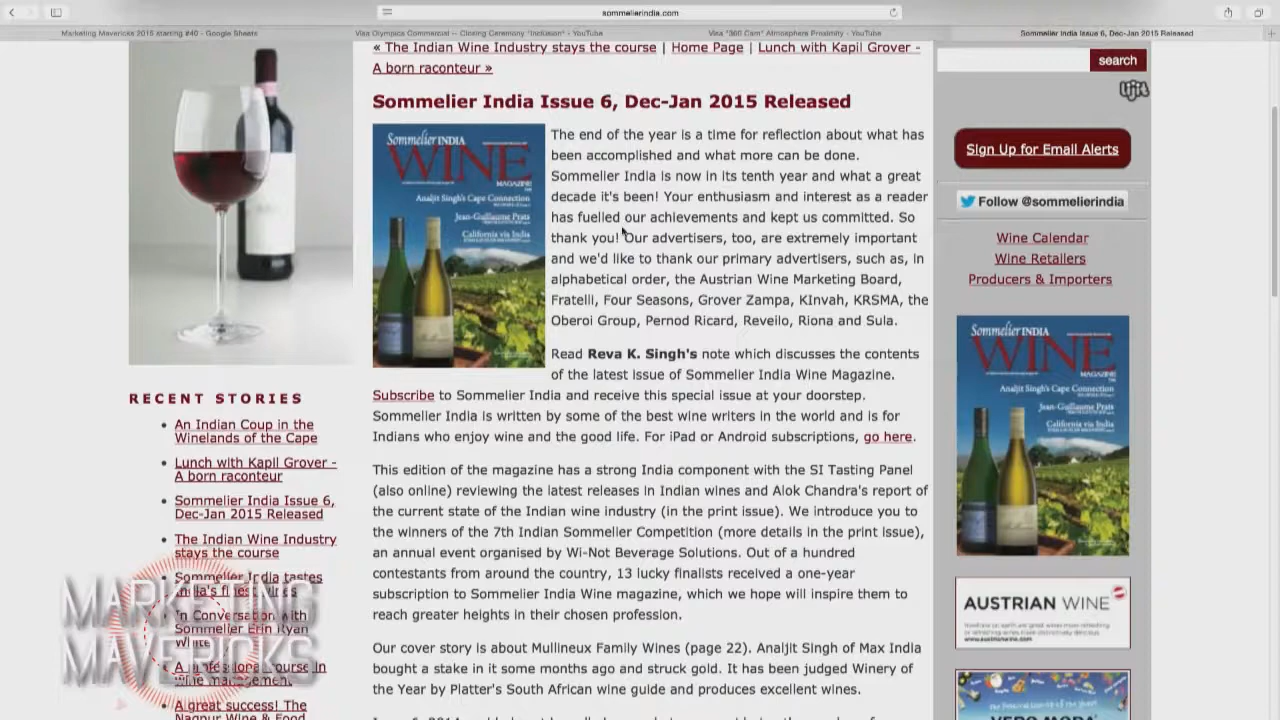 sommelierindia.com
Marketing Mavericks 2015 starting #40 - Google Sheets
Visa Olympics Commercial -- Closing Ceremony "Inclusion" - YouTube
Visa "360 Cam" Atmosphere Proximity - YouTube
Sommelier India Issue 6, Dec-Jan 2015 Released
« The Indian Wine Industry stays the course | Home Page | Lunch with Kapil Grover -
A born raconteur »
Sommelier India Issue 6, Dec-Jan 2015 Released
Sommelier INDIA
WINE
MAGAZINE
Analjit Singh's Cape Connection
Jean-Guillaume Prats
California via India
The end of the year is a time for reflection about what has
been accomplished and what more can be done.
Sommelier India is now in its tenth year and what a great
decade it's been! Your enthusiasm and interest as a reader
has fuelled our achievements and kept us committed. So
thank you! Our advertisers, too, are extremely important
and we'd like to thank our primary advertisers, such as, in
alphabetical order, the Austrian Wine Marketing Board,
Fratelli, Four Seasons, Grover Zampa, KInvah, KRSMA, the
Oberoi Group, Pernod Ricard, Reveilo, Riona and Sula.
Read Reva K. Singh's note which discusses the contents
of the latest issue of Sommelier India Wine Magazine.
Subscribe to Sommelier India and receive this special issue at your doorstep.
Sommelier India is written by some of the best wine writers in the world and is for
Indians who enjoy wine and the good life. For iPad or Android subscriptions, go here.
This edition of the magazine has a strong India component with the SI Tasting Panel
(also online) reviewing the latest releases in Indian wines and Alok Chandra's report of
the current state of the Indian wine industry (in the print issue). We introduce you to
the winners of the 7th Indian Sommelier Competition (more details in the print issue),
an annual event organised by Wi-Not Beverage Solutions. Out of a hundred
contestants from around the country, 13 lucky finalists received a one-year
subscription to Sommelier India Wine magazine, which we hope will inspire them to
reach greater heights in their chosen profession.
Our cover story is about Mullineux Family Wines (page 22). Analjit Singh of Max India
bought a stake in it some months ago and struck gold. It has been judged Winery of
the Year by Platter's South African wine guide and produces excellent wines.
RECENT STORIES
An Indian Coup in the
Winelands of the Cape
Lunch with Kapil Grover -
A born raconteur
Sommelier India Issue 6,
Dec-Jan 2015 Released
The Indian Wine Industry
stays the course
Sommelier India tastes
India's finest wines
In Conversation with
Sommelier Erin Ryan
White
A professional course in
wine management
A great success! The
Nagpur Wine & Food
MARKETING
MAVERICKS
search
Sign Up for Email Alerts
Follow @sommelierindia
Wine Calendar
Wine Retailers
Producers & Importers
Sommelier INDIA
WINE
MAGAZINE
Analjit Singh's Cape Connection
Jean-Guillaume Prats
California via India
AUSTRIAN WINE
www.austrianwine.com